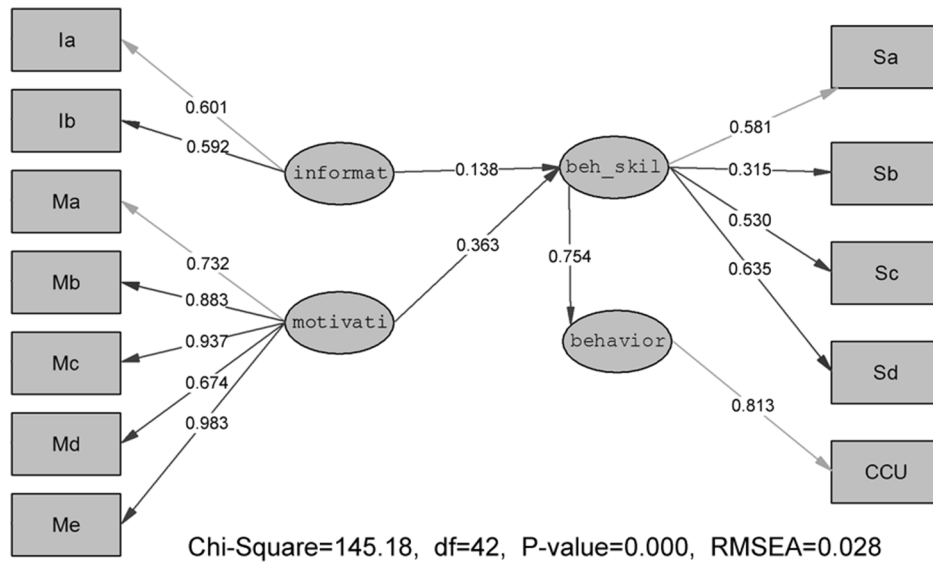 Ia
Sa
0.601
0.581
Ib
0.592
informat
0.138
beh_skil
0.315
Sb
Ma
0.732
0.363
0.754
0.530
0.635
Sc
Mb
0.883
motivati
behavior
0.937
Mc
Sd
0.674
0.813
0.983
Md
CCU
Me
Chi-Square=145.18, df=42, P-value=0.000, RMSEA=0.028